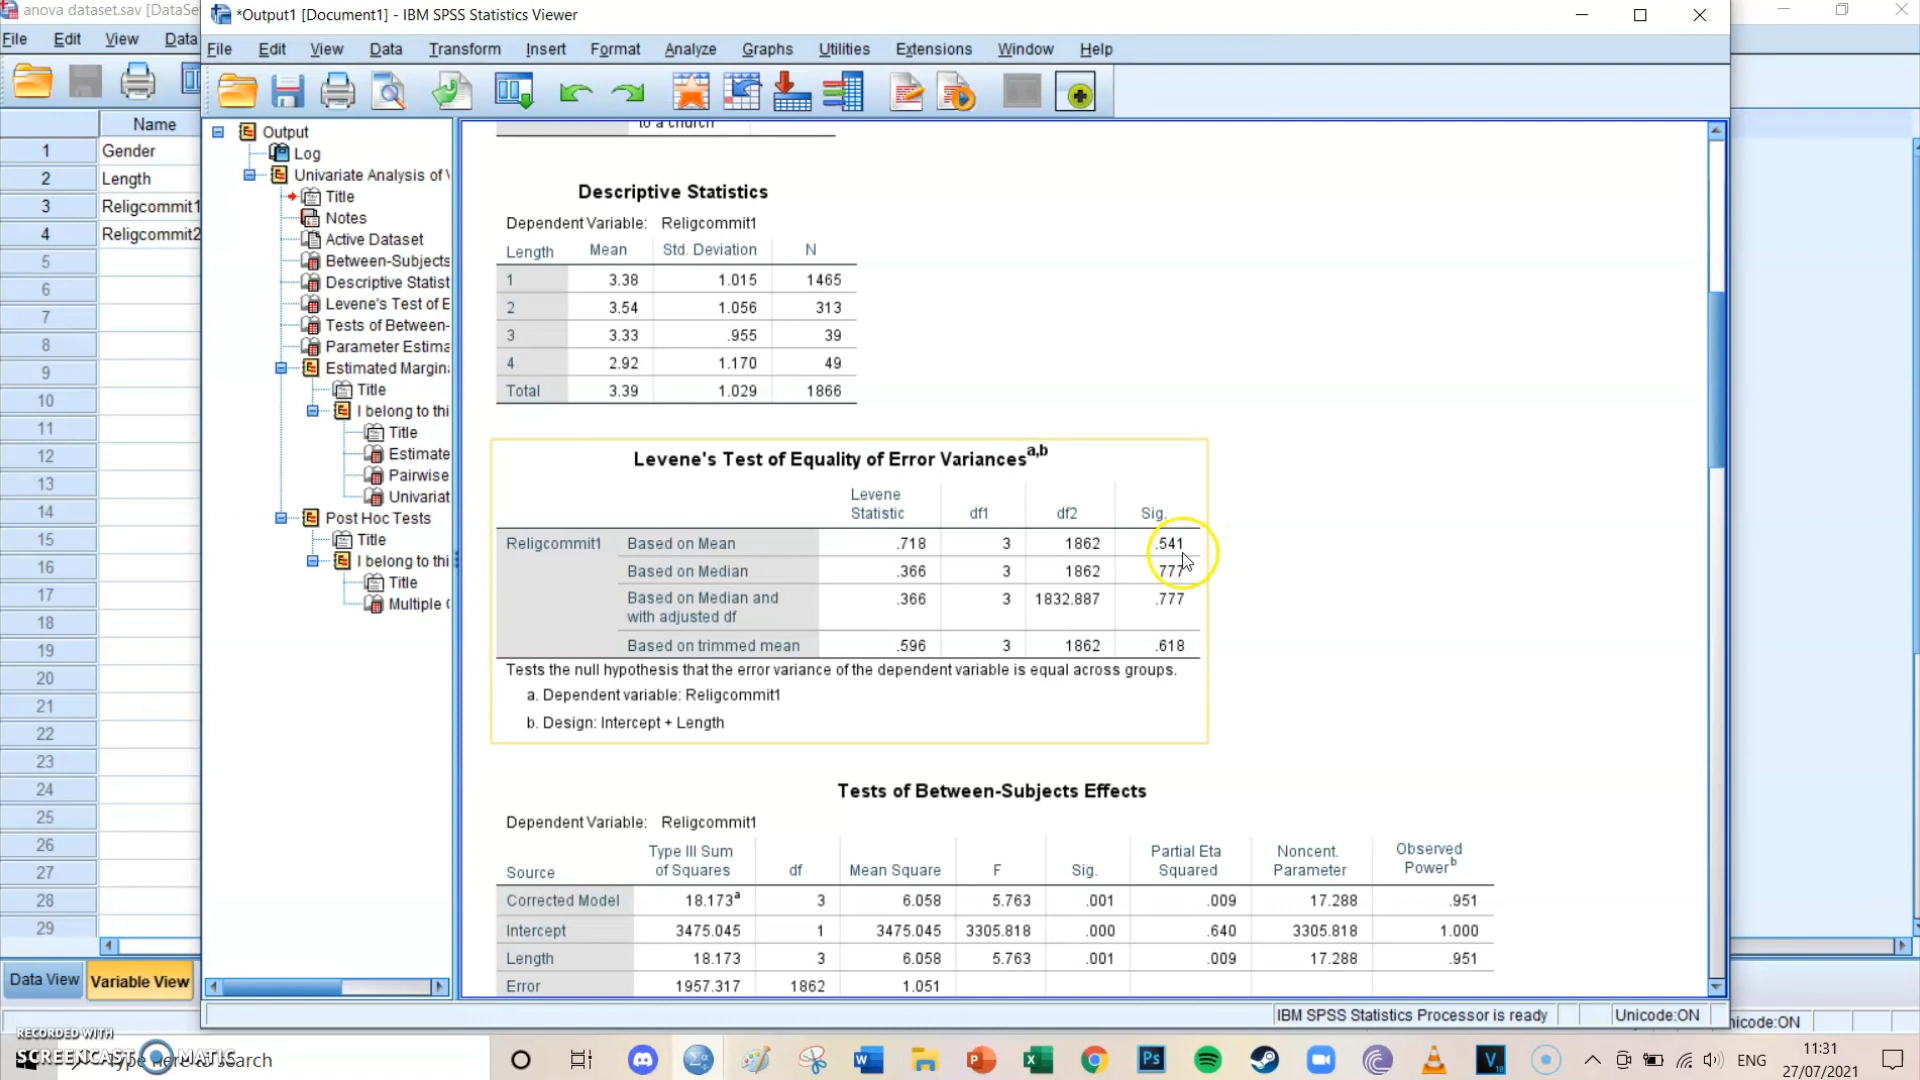 anova dataset.sav [DataSe
*Output1 [Document1] - IBM SPSS Statistics Viewer
File Edit View Data
File Edit View Data Transform Insert Format Analyze Graphs Utilities Extensions Window Help
Name
1 Gender
2 Length
3 Religcommit1
4 Religcommit2
5
6
7
8
9
10
11
12
13
14
15
16
17
18
19
20
21
22
23
24
25
26
27
28
29
Data View Variable View
Output
Log
Univariate Analysis of V
Title
Notes
Active Dataset
Between-Subjects
Descriptive Statist
Levene's Test of E
Tests of Between-
Parameter Estima
Estimated Margin
Title
I belong to thi
Title
Estimate
Pairwise
Univariat
Post Hoc Tests
Title
I belong to thi
Title
Multiple C
to a church
Descriptive Statistics
Dependent Variable: Religcommit1
Length Mean Std. Deviation N
1 3.38 1.015 1465
2 3.54 1.056 313
3 3.33 .955 39
4 2.92 1.170 49
Total 3.39 1.029 1866
Levene's Test of Equality of Error Variances a,b
Levene
Statistic df1 df2 Sig.
Religcommit1 Based on Mean .718 3 1862 .541
Based on Median .366 3 1862 .777
Based on Median and
with adjusted df .366 3 1832.887 .777
Based on trimmed mean .596 3 1862 .618
Tests the null hypothesis that the error variance of the dependent variable is equal across groups.
a. Dependent variable: Religcommit1
b. Design: Intercept + Length
Tests of Between-Subjects Effects
Dependent Variable: Religcommit1
Source Type III Sum of Squares df Mean Square F Sig. Partial Eta Squared Noncent. Parameter Observed Power b
Corrected Model 18.173a 3 6.058 5.763 .001 .009 17.288 .951
Intercept 3475.045 1 3475.045 3305.818 .000 .640 3305.818 1.000
Length 18.173 3 6.058 5.763 .001 .009 17.288 .951
Error 1957.317 1862 1.051
IBM SPSS Statistics Processor is ready Unicode:ON
nicode:ON
RECORDED WITH
SCREENCAST MATIC
Type here to search
ENG
11:31
27/07/2021